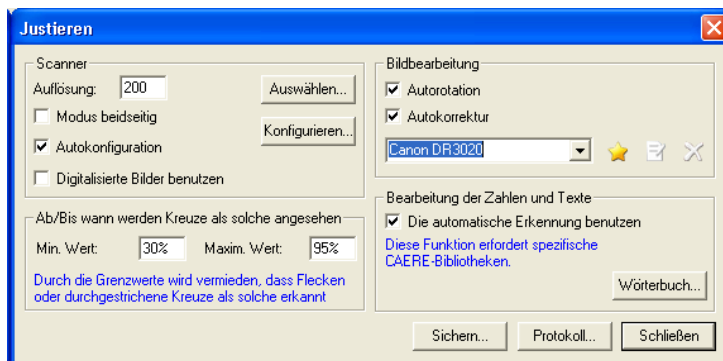 Justieren
Scanner
Auflösung: 200
Auswählen...
Modus beidseitig
Konfigurieren...
Autokonfiguration
Digitalisierte Bilder benutzen
Ab/Bis wann werden Kreuze als solche angesehen
Min. Wert: 30% Maxim. Wert: 95%
Durch die Grenzwerte wird vermieden, dass Flecken
oder durchgestrichene Kreuze als solche erkannt
Bildbearbeitung
Autorotation
Autokorrektur
Canon DR3020
Bearbeitung der Zahlen und Texte
Die automatische Erkennung benutzen
Diese Funktion erfordert spezifische
CAERE-Bibliotheken.
Wörterbuch...
Sichern... Protokoll... Schließen